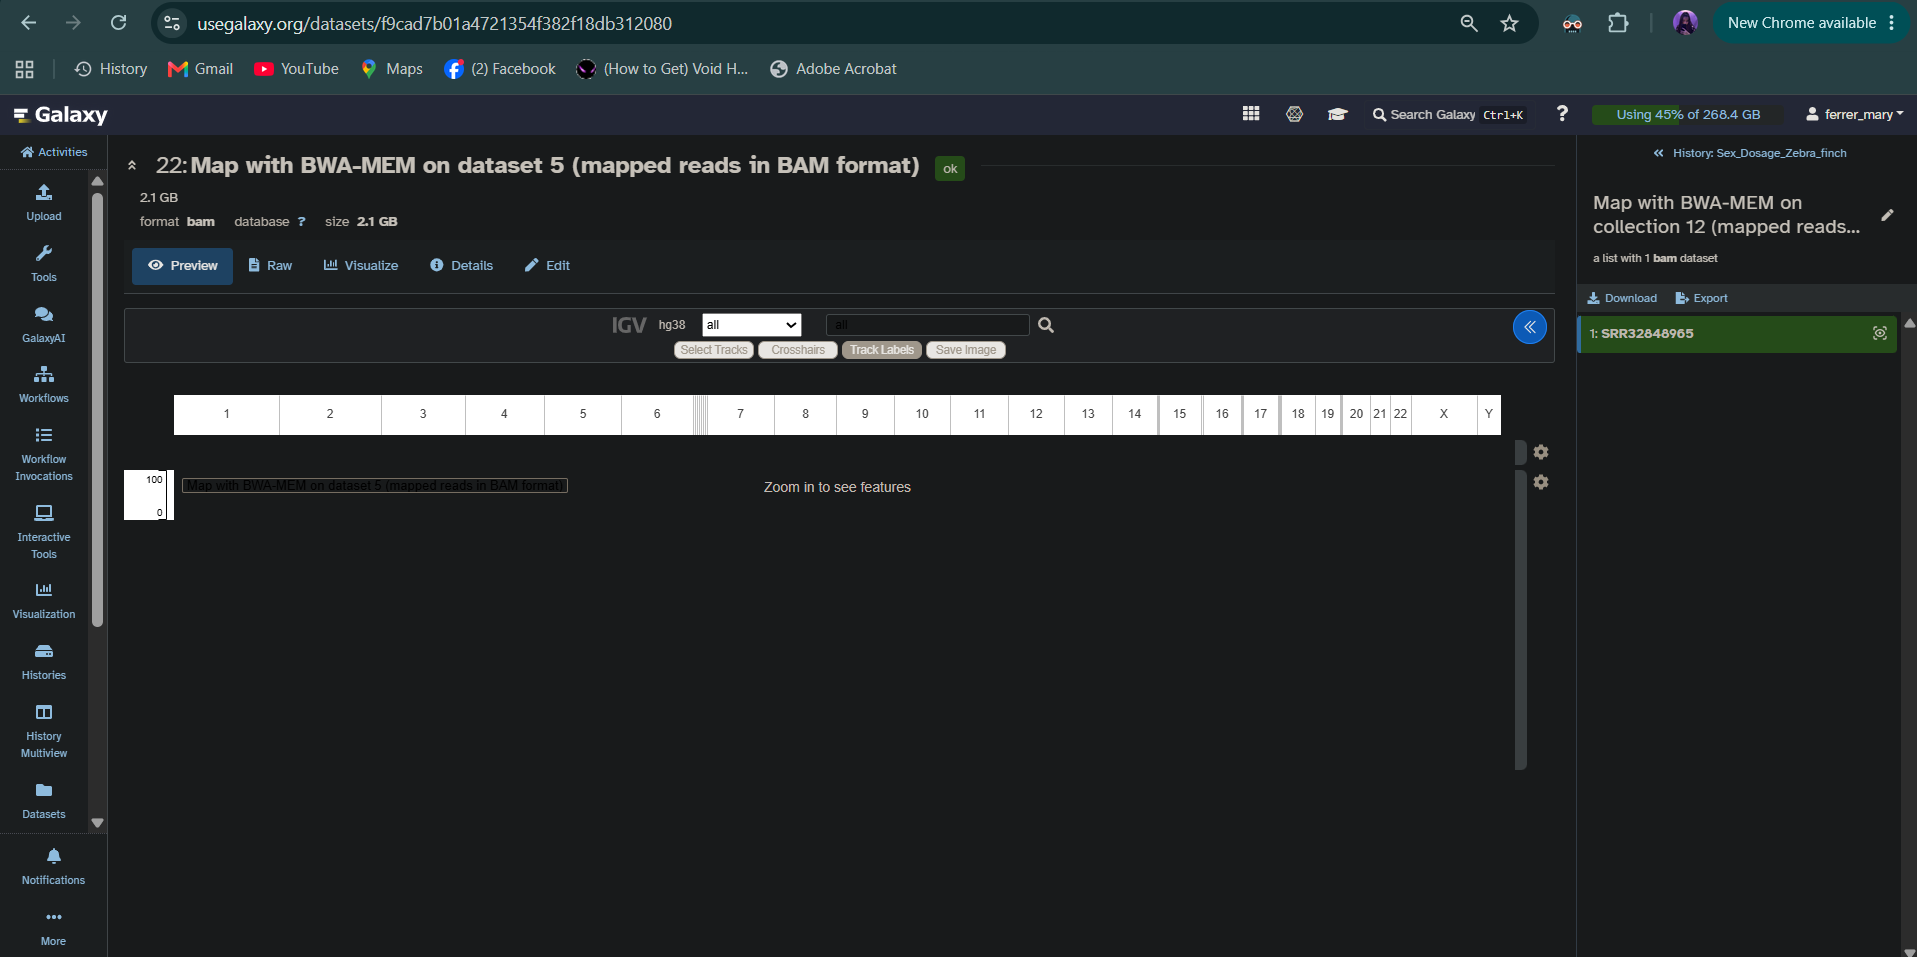 usegalaxy.org/datasets/f9cad7b01a4721354f382f18db312080
New Chrome available
History
Gmail
YouTube
Maps
(2) Facebook
(How to Get) Void H...
Adobe Acrobat
Galaxy
Search Galaxy Ctrl+K
?
Using 45% of 268.4 GB
ferrer_mary
Activities
Upload
Tools
GalaxyAI
Workflows
Workflow
Invocations
Interactive
Tools
Visualization
Histories
History
Multiview
Datasets
Notifications
More
22: Map with BWA-MEM on dataset 5 (mapped reads in BAM format) ok
2.1 GB
format bam database ? size 2.1 GB
Preview Raw Visualize Details Edit
IGV hg38 all all
Select Tracks Crosshairs Track Labels Save Image
1 2 3 4 5 6 7 8 9 10 11 12 13 14 15 16 17 18 19 20 21 22 X Y
100
0
Map with BWA-MEM on dataset 5 (mapped reads in BAM format)
Zoom in to see features
History: Sex_Dosage_Zebra_finch
Map with BWA-MEM on
collection 12 (mapped reads...
a list with 1 bam dataset
Download Export
1: SRR32848965